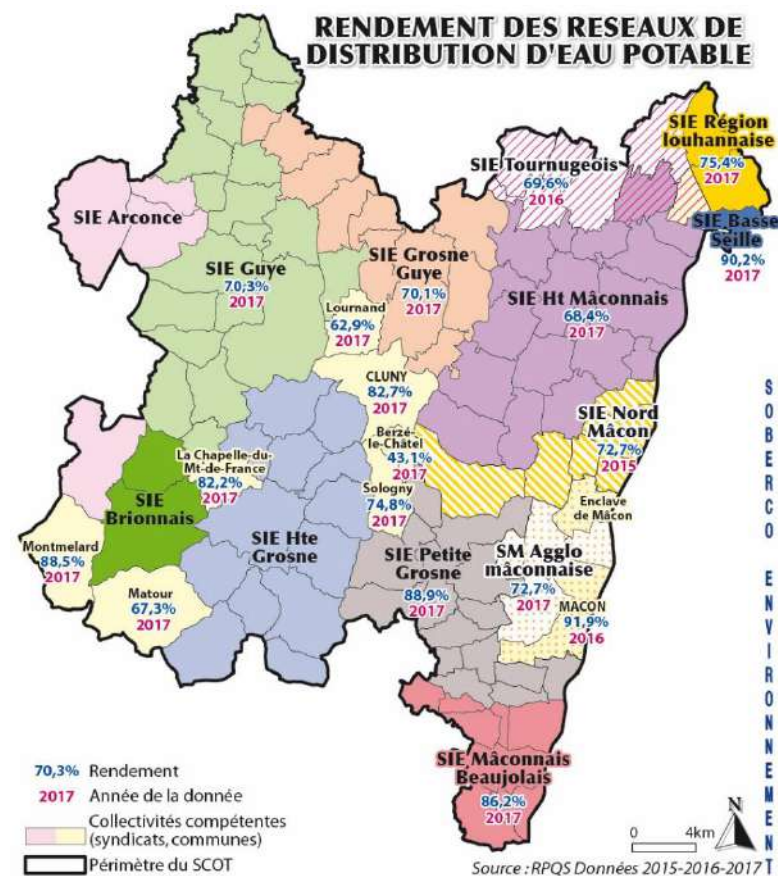 RENDEMENT DES RESEAUX DE
DISTRIBUTION D'EAU POTABLE
SIE Région
louhannaise
75,4%
2017
SIE Tournugeois
69,6%
2016
SIE Basse
Seille
90,2%
2017
SIE Arconce
SIE Guye
70,3%
2017
SIE Grosne
Guye
70,1%
2017
SIE Ht Mâconnais
68,4%
2017
Lournand
62,9%
2017
CLUNY
82,7%
2017
SIE Nord
Mâcon
72,7%
2015
Berzé-
le-Châtel
43,1%
2017
La Chapelle-du-
Mt-de-France
82,2%
2017
Sologny
74,8%
2017
Enclave
de Mâcon
SIE
Brionnais
SIE Hte
Grosne
Montmelard
88,5%
2017
Matour
67,3%
2017
SIE Petite
Grosne
88,9%
2017
SM Agglo
mâconnaise
72,7%
2017
MACON
91,9%
2016
SIE Mâconnais
Beaujolais
86,2%
2017
70,3% Rendement
2017 Année de la donnée
Collectivités compétentes
(syndicats, communes)
Périmètre du SCOT
N
0 4km
Source : RPQS Données 2015-2016-2017
SOBERCO ENVIRONNEMENT